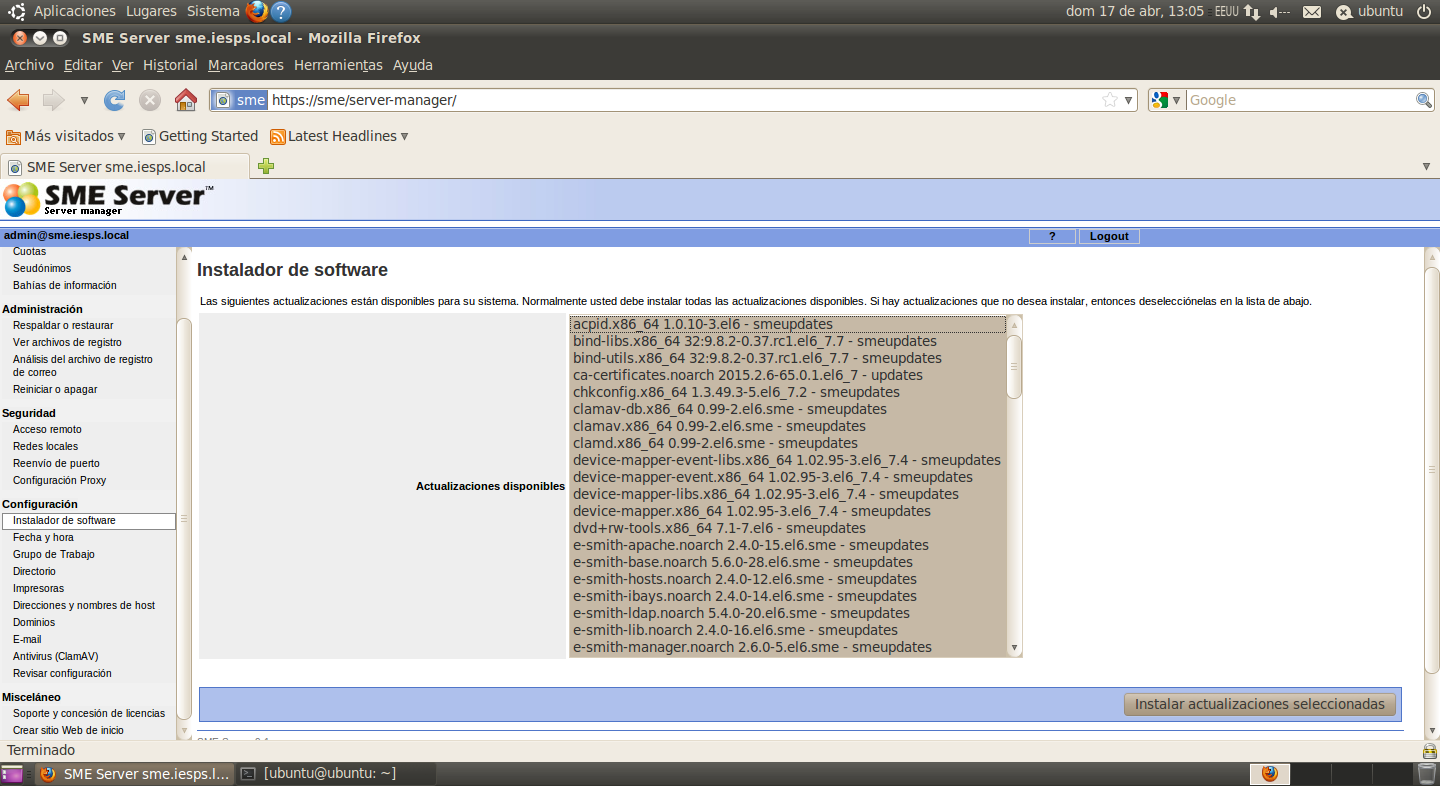 Aplicaciones Lugares Sistema dom 17 de abr, 13:05 EEUU ubuntu
SME Server sme.iesps.local - Mozilla Firefox
Archivo Editar Ver Historial Marcadores Herramientas Ayuda
sme https://sme/server-manager/ Google
Más visitados Getting Started Latest Headlines
SME Server sme.iesps.local
SME Server™
Server manager
admin@sme.iesps.local ? Logout
Cuotas
Seudónimos
Bahías de información
Administración
Respaldar o restaurar
Ver archivos de registro
Análisis del archivo de registro
de correo
Reiniciar o apagar
Seguridad
Acceso remoto
Redes locales
Reenvío de puerto
Configuración Proxy
Configuración
Instalador de software
Fecha y hora
Grupo de Trabajo
Directorio
Impresoras
Direcciones y nombres de host
Dominios
E-mail
Antivirus (ClamAV)
Revisar configuración
Misceláneo
Soporte y concesión de licencias
Crear sitio Web de inicio
Instalador de software
Las siguientes actualizaciones están disponibles para su sistema. Normalmente usted debe instalar todas las actualizaciones disponibles. Si hay actualizaciones que no desea instalar, entonces deselecciónelas en la lista de abajo.
Actualizaciones disponibles
acpid.x86_64 1.0.10-3.el6 - smeupdates
bind-libs.x86_64 32:9.8.2-0.37.rc1.el6_7.7 - smeupdates
bind-utils.x86_64 32:9.8.2-0.37.rc1.el6_7.7 - smeupdates
ca-certificates.noarch 2015.2.6-65.0.1.el6_7 - updates
chkconfig.x86_64 1.3.49.3-5.el6_7.2 - smeupdates
clamav-db.x86_64 0.99-2.el6.sme - smeupdates
clamav.x86_64 0.99-2.el6.sme - smeupdates
clamd.x86_64 0.99-2.el6.sme - smeupdates
device-mapper-event-libs.x86_64 1.02.95-3.el6_7.4 - smeupdates
device-mapper-event.x86_64 1.02.95-3.el6_7.4 - smeupdates
device-mapper-libs.x86_64 1.02.95-3.el6_7.4 - smeupdates
device-mapper.x86_64 1.02.95-3.el6_7.4 - smeupdates
dvd+rw-tools.x86_64 7.1-7.el6 - smeupdates
e-smith-apache.noarch 2.4.0-15.el6.sme - smeupdates
e-smith-base.noarch 5.6.0-28.el6.sme - smeupdates
e-smith-hosts.noarch 2.4.0-12.el6.sme - smeupdates
e-smith-ibays.noarch 2.4.0-14.el6.sme - smeupdates
e-smith-ldap.noarch 5.4.0-20.el6.sme - smeupdates
e-smith-lib.noarch 2.4.0-16.el6.sme - smeupdates
e-smith-manager.noarch 2.6.0-5.el6.sme - smeupdates
Instalar actualizaciones seleccionadas
Terminado
SME Server sme.iesps.l... [ubuntu@ubuntu: ~]